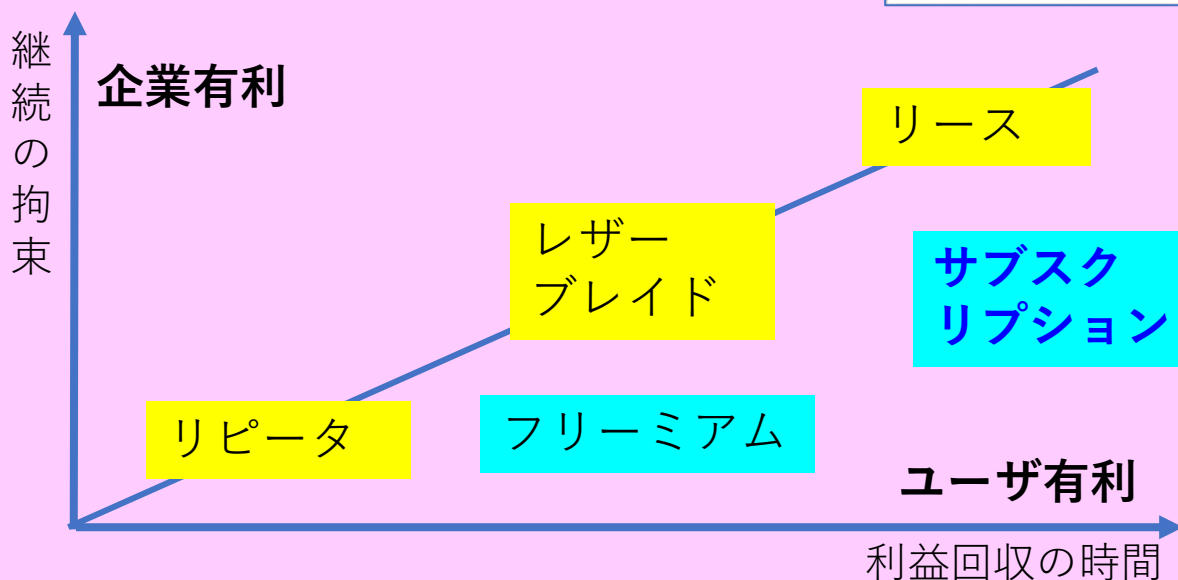 継続の拘束
企業有利
リース
レザー
ブレイド
サブスク
リプション
リピータ
フリーミアム
ユーザ有利
利益回収の時間